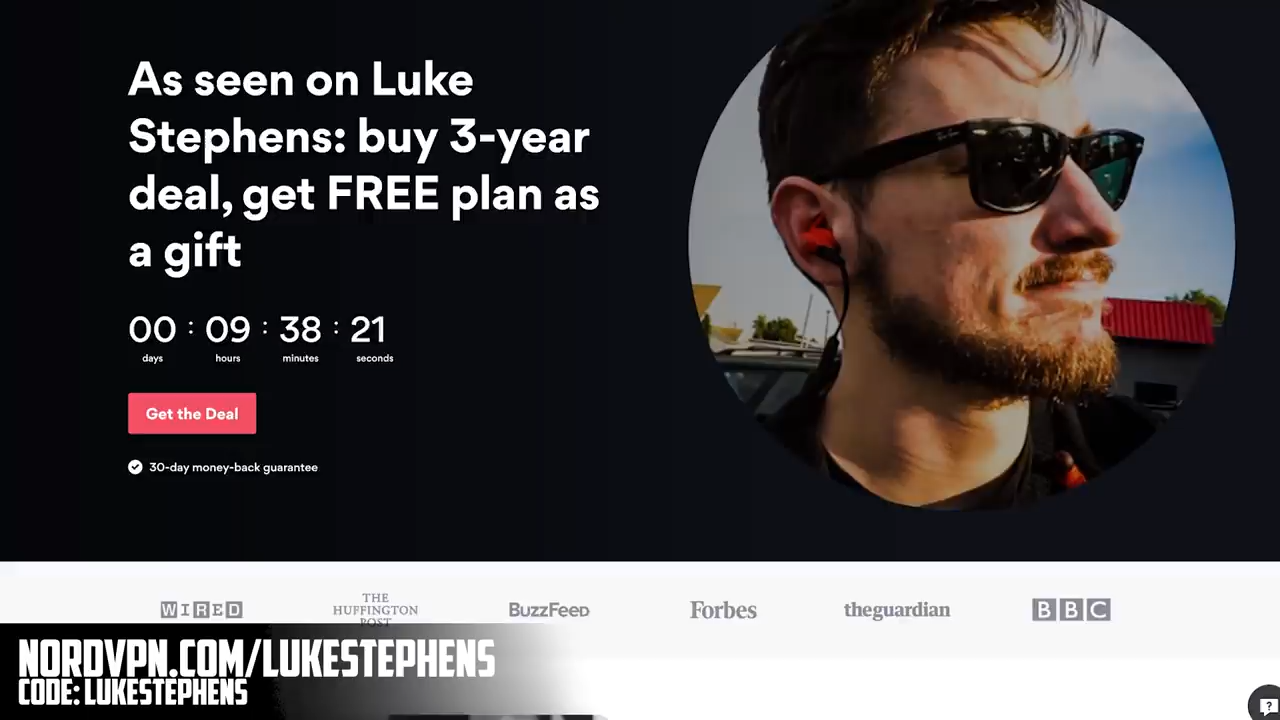 As seen on Luke
Stephens: buy 3-year
deal, get FREE plan as
a gift
00 : 09 : 38 : 21
days hours minutes seconds
Get the Deal
30-day money-back guarantee
WIRED
THE
HUFFINGTON
POST
BuzzFeed
Forbes
theguardian
BBC
NORDVPN.COM/LUKESTEPHENS
CODE: LUKESTEPHENS
?